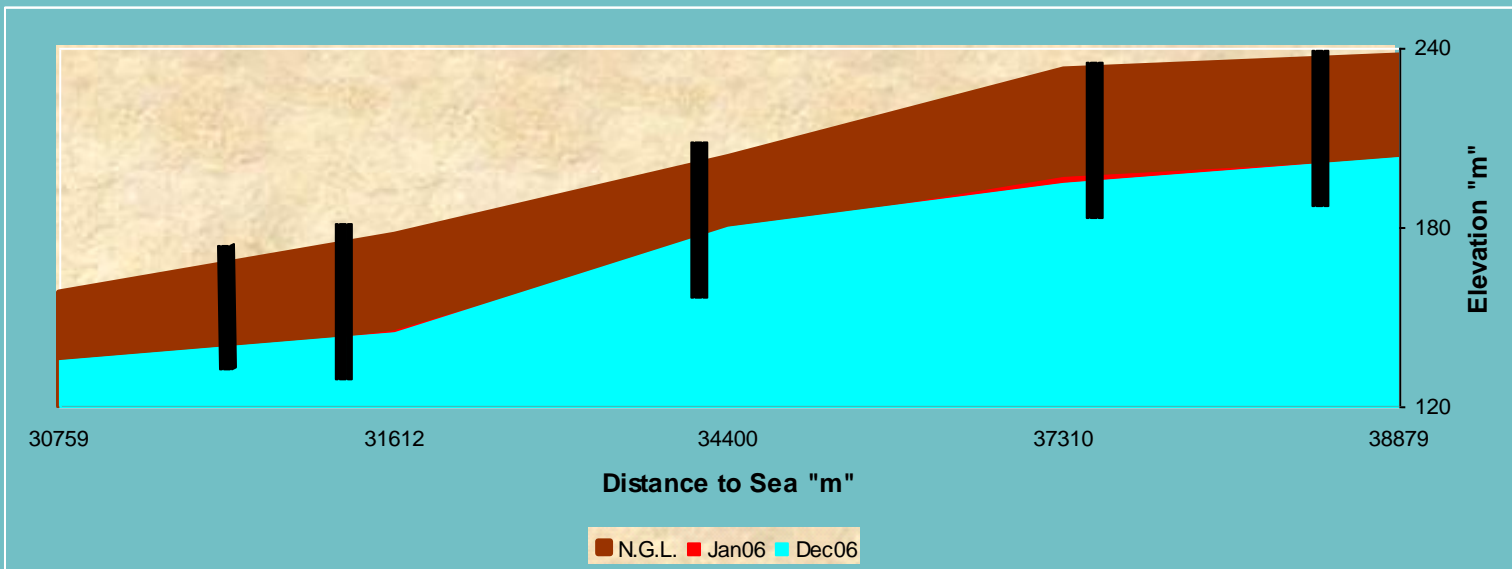 240
180
120
Elevation "m"
30759 31612 34400 37310 38879
Distance to Sea "m"
N.G.L. Jan06 Dec06